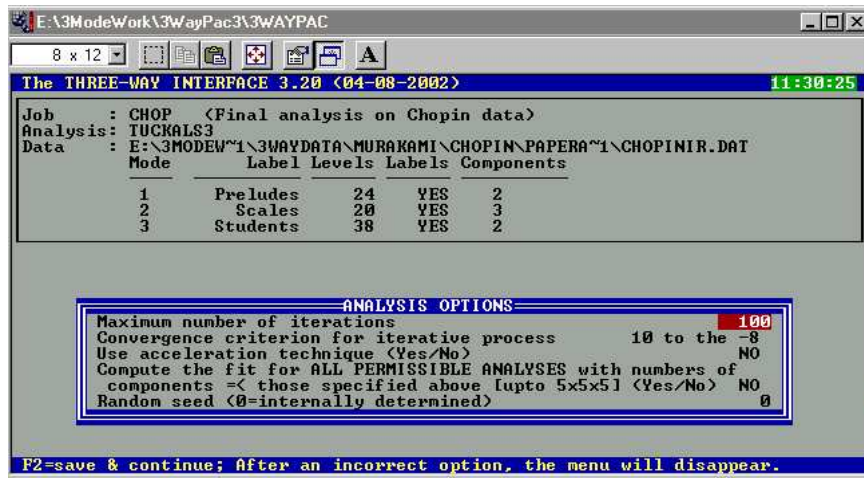 E:\3ModeWork\3WayPac3\3WAYPAC
8 x 12 A
The THREE-WAY INTERFACE 3.20 (04-08-2002) 11:30:25
Job : CHOP (Final analysis on Chopin data)
Analysis: TUCKALS3
Data : E:\3MODEW~1\3WAYDATA\MURAKAMI\CHOPIN\PAPERA~1\CHOPINIR.DAT
Mode Label Levels Labels Components
1 Preludes 24 YES 2
2 Scales 20 YES 3
3 Students 38 YES 2
ANALYSIS OPTIONS
Maximum number of iterations 100
Convergence criterion for iterative process 10 to the -8
Use acceleration technique (Yes/No) NO
Compute the fit for ALL PERMISSIBLE ANALYSES with numbers of
components =< those specified above [upto 5x5x5] (Yes/No) NO
Random seed (0=internally determined) 0
F2=save & continue; After an incorrect option, the menu will disappear.